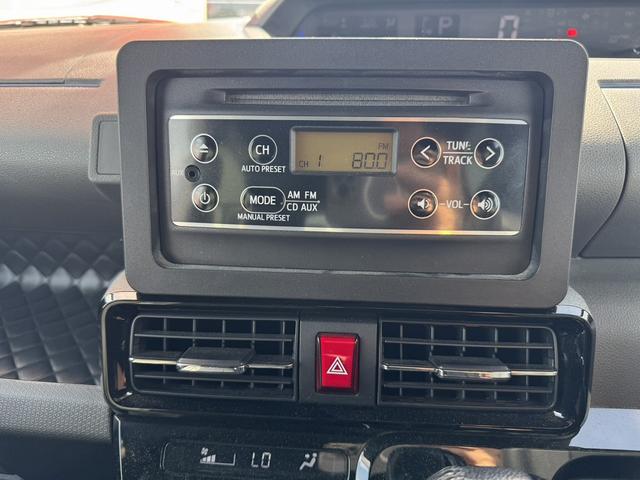 P 0
CH
AUTO PRESET
AUX
FM
CH 1 800
TUNE
TRACK
MODE
AM FM
CD AUX
MANUAL PRESET
VOL
LO